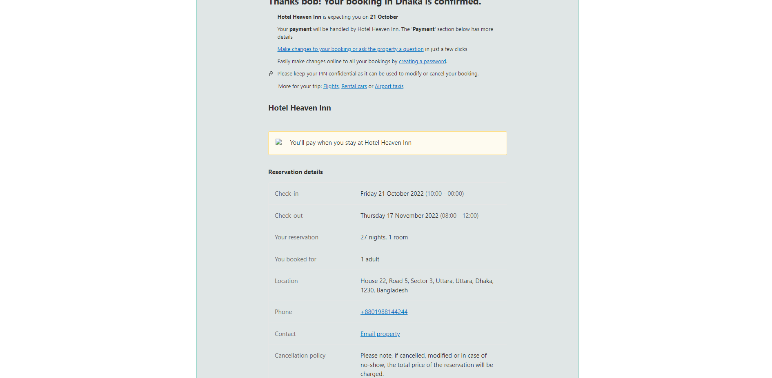 Thanks bob! Your booking in Dhaka is confirmed.
Hotel Heaven Inn is expecting you on 21 October
Your payment will be handled by Hotel Heaven Inn. The 'Payment' section below has more
details
Make changes to your booking or ask the property a question in just a few clicks
Easily make changes online to all your bookings by creating a password.
Please keep your PIN confidential as it can be used to modify or cancel your booking.
More for your trip: Flights, Rental cars or Airport taxis
Hotel Heaven Inn
You'll pay when you stay at Hotel Heaven Inn
Reservation details
Check-in Friday 21 October 2022 (10:00 - 00:00)
Check-out Thursday 17 November 2022 (08:00 - 12:00)
Your reservation 27 nights, 1 room
You booked for 1 adult
Location House 22, Road 5, Sector 3, Uttara, Uttara, Dhaka,
1230, Bangladesh
Phone
Contact Email property
Cancellation policy Please note, if cancelled, modified or in case of
no-show, the total price of the reservation will be
charged.